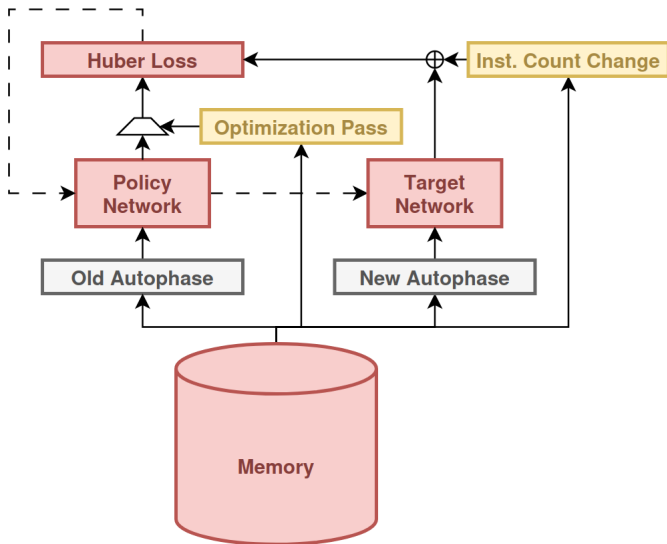 Huber Loss
Inst. Count Change
Optimization Pass
Policy
Network
Target
Network
Old Autophase
New Autophase
Memory